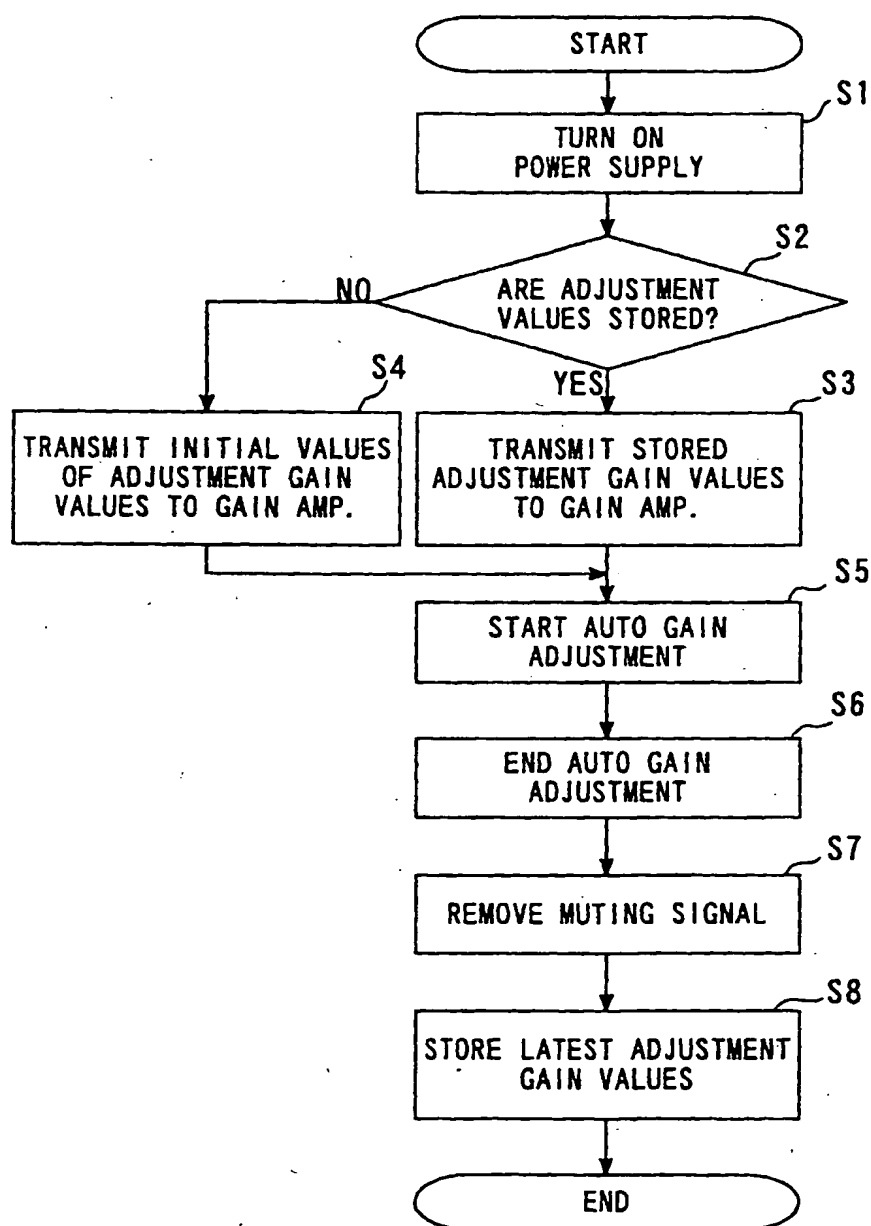 START
S1
TURN ON
POWER SUPPLY
S2
ARE ADJUSTMENT
VALUES STORED?
NO
YES
S4
TRANSMIT INITIAL VALUES
OF ADJUSTMENT GAIN
VALUES TO GAIN AMP.
S3
TRANSMIT STORED
ADJUSTMENT GAIN VALUES
TO GAIN AMP.
S5
START AUTO GAIN
ADJUSTMENT
S6
END AUTO GAIN
ADJUSTMENT
S7
REMOVE MUTING SIGNAL
S8
STORE LATEST ADJUSTMENT
GAIN VALUES
END